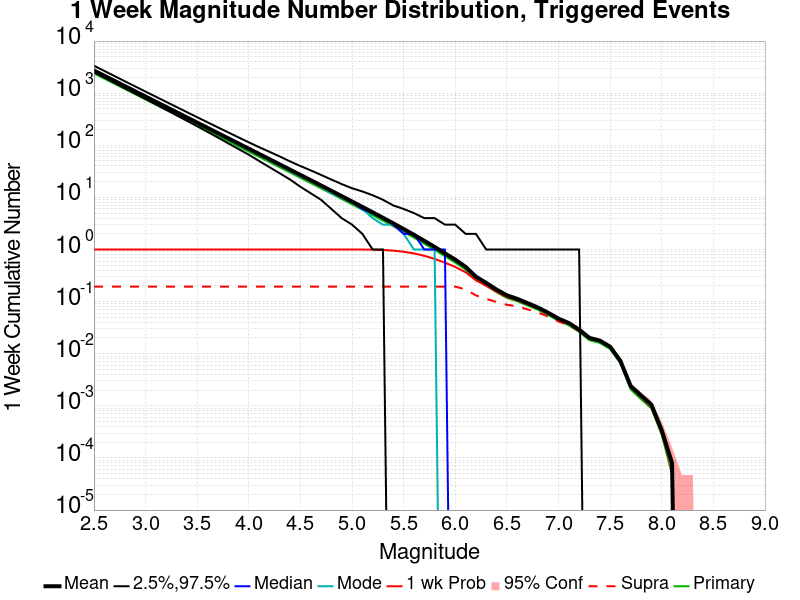 1 Week Magnitude Number Distribution, Triggered Events
1 Week Cumulative Number
10^4
10^3
10^2
10^1
10^0
10^-1
10^-2
10^-3
10^-4
10^-5
2.5 3.0 3.5 4.0 4.5 5.0 5.5 6.0 6.5 7.0 7.5 8.0 8.5 9.0
Magnitude
Mean 2.5%,97.5% Median Mode 1 wk Prob 95% Conf Supra Primary